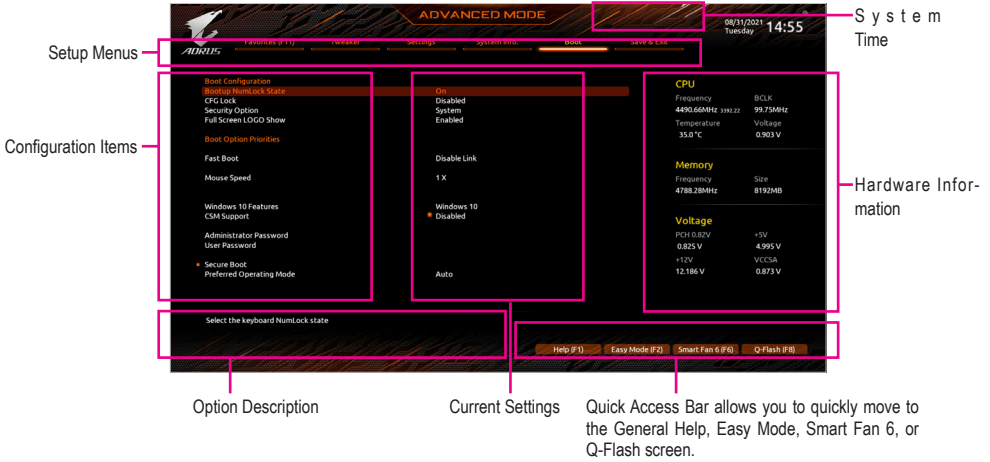 ADVANCED MODE
08/31/2021
Tuesday
14:55
System
Time
Setup Menus
AORUS
Favorites (F11) Tweaker Settings System Info. Boot Save & Exit
Configuration Items
Boot Configuration
Bootup NumLock State On
CFG Lock Disabled
Security Option System
Full Screen LOGO Show Enabled
Boot Option Priorities
Fast Boot Disable Link
Mouse Speed 1 X
Windows 10 Features Windows 10
CSM Support Disabled
Administrator Password
User Password
Secure Boot
Preferred Operating Mode Auto
CPU
Frequency BCLK
4490.66MHz 3392.22 99.75MHz
Temperature Voltage
35.0 °C 0.903 V
Memory
Frequency Size
4788.28MHz 8192MB
Voltage
PCH 0.82V +5V
0.825 V 4.995 V
+12V VCCSA
12.186 V 0.873 V
Hardware Infor-
mation
Select the keyboard NumLock state
Help (F1) Easy Mode (F2) Smart Fan 6 (F6) Q-Flash (F8)
Option Description
Current Settings
Quick Access Bar allows you to quickly move to
the General Help, Easy Mode, Smart Fan 6, or
Q-Flash screen.